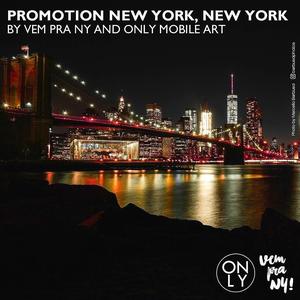 PROMOTION NEW YORK, NEW YORK
BY VEM PRA NY AND ONLY MOBILE ART
ON
LY
vem
pra
NY!